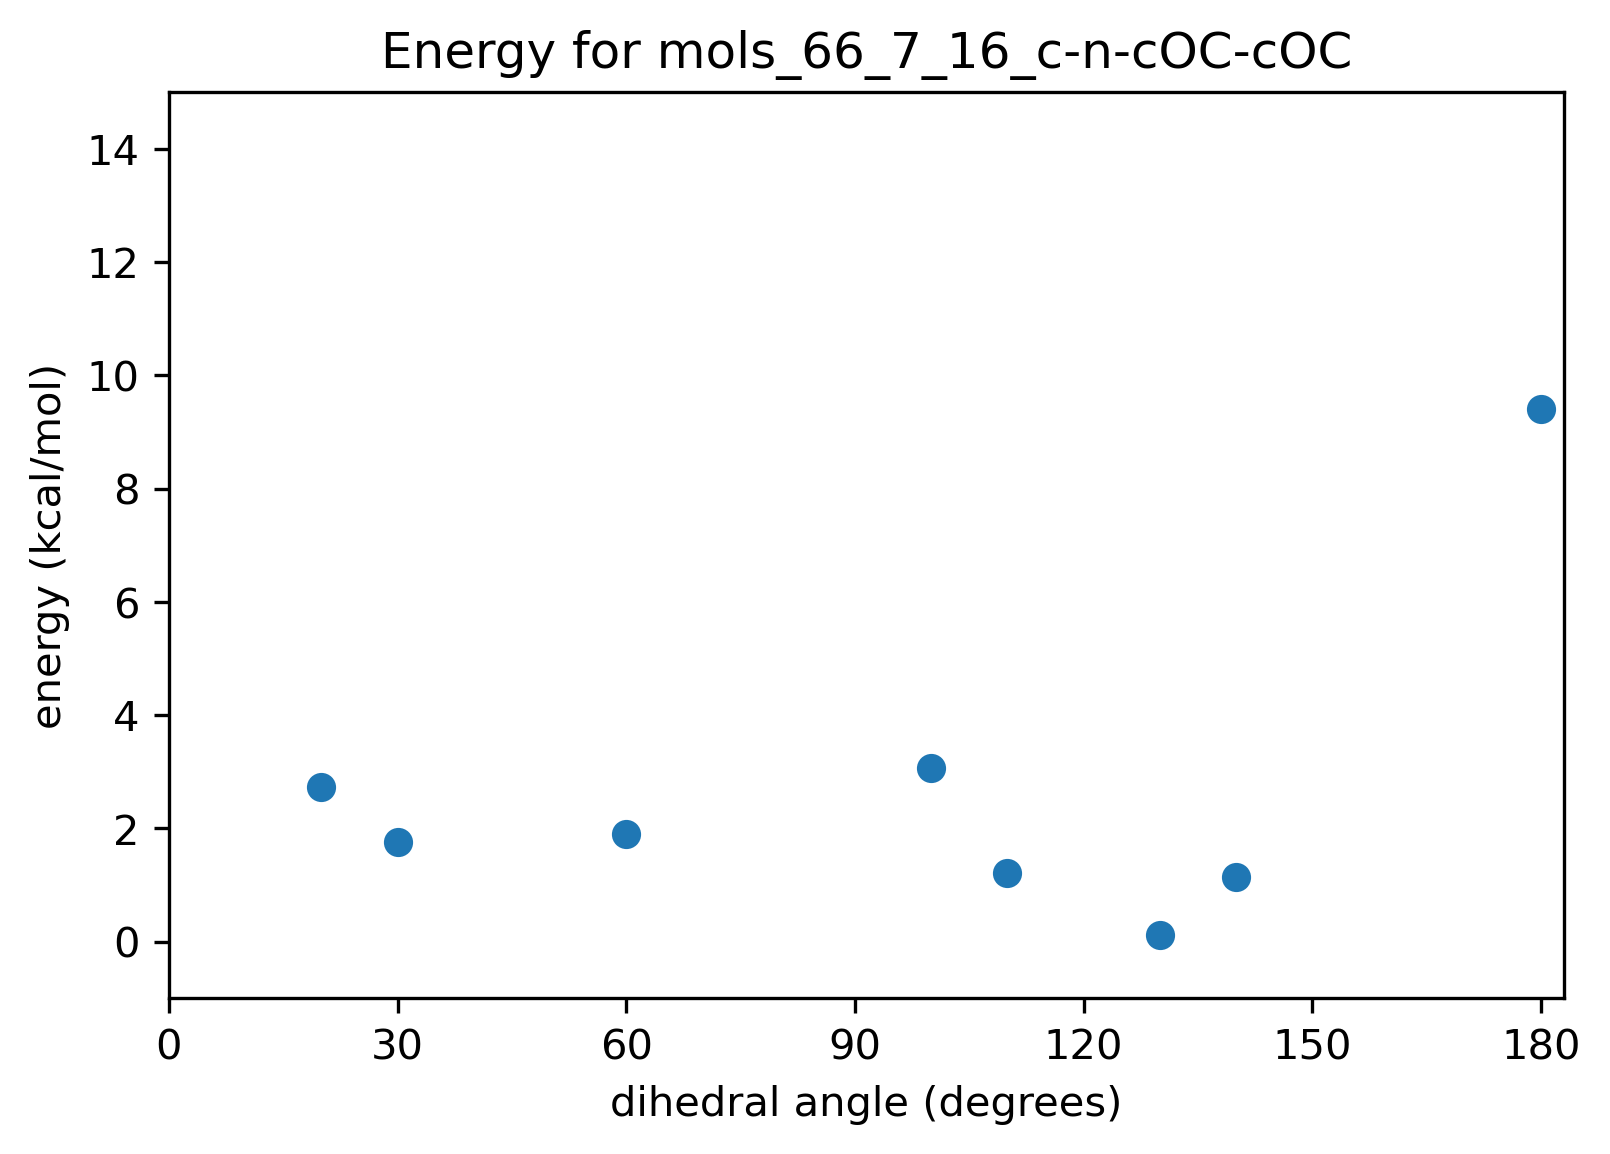 Energy for mols_66_7_16_c-n-cOC-cOC
14
12
10
8
6
4
2
0
energy (kcal/mol)
0 30 60 90 120 150 180
dihedral angle (degrees)